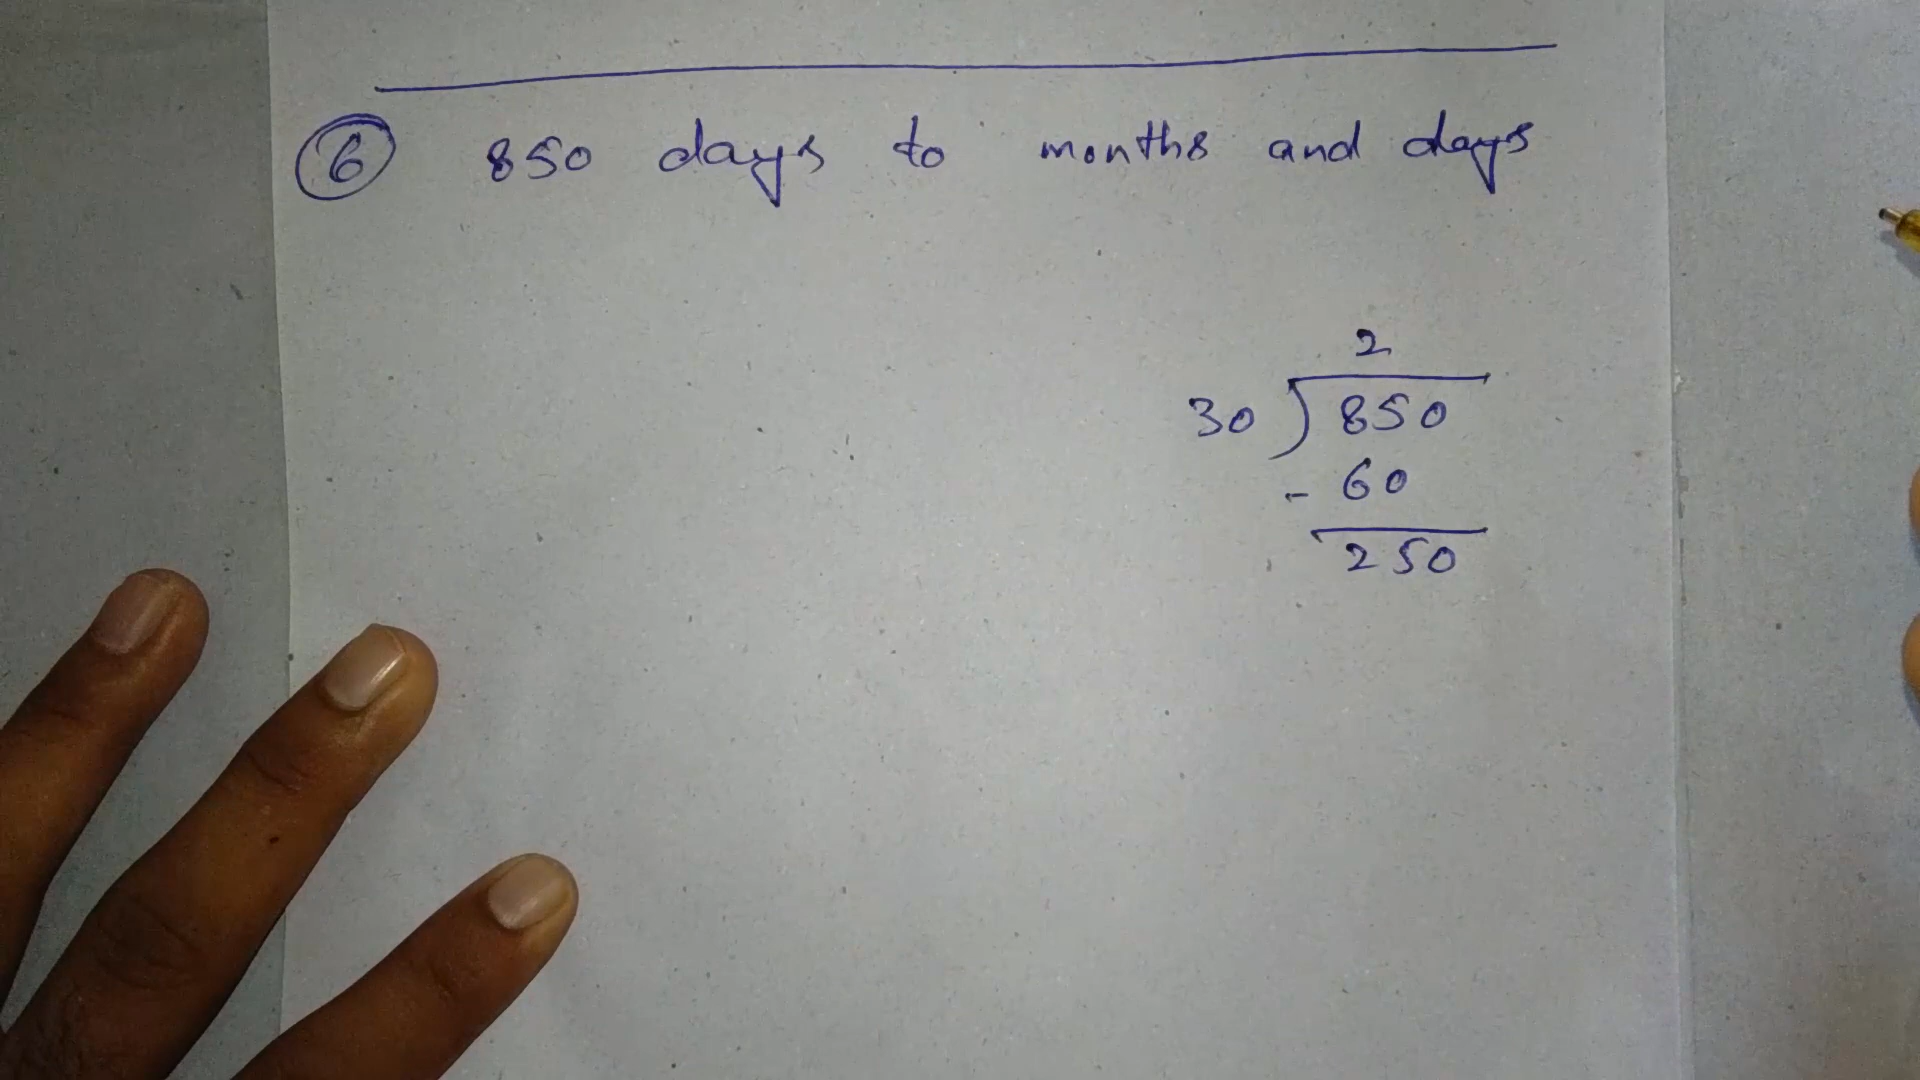 6 850 days to months and days
2
30 ) 850
- 60
250